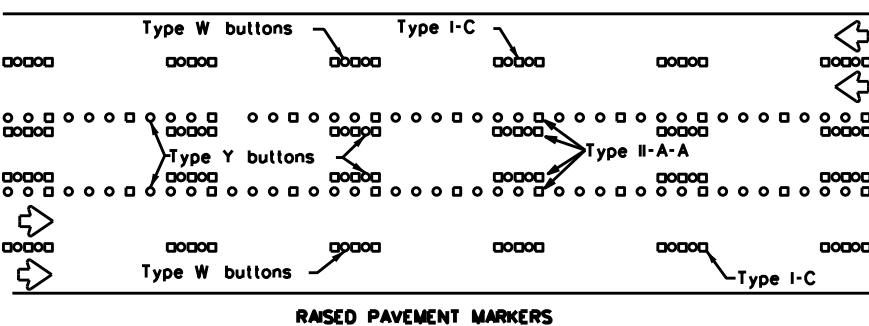 Type W buttons
Type I-C
Type Y buttons
Type II-A-A
Type W buttons
Type I-C
RAISED PAVEMENT MARKERS